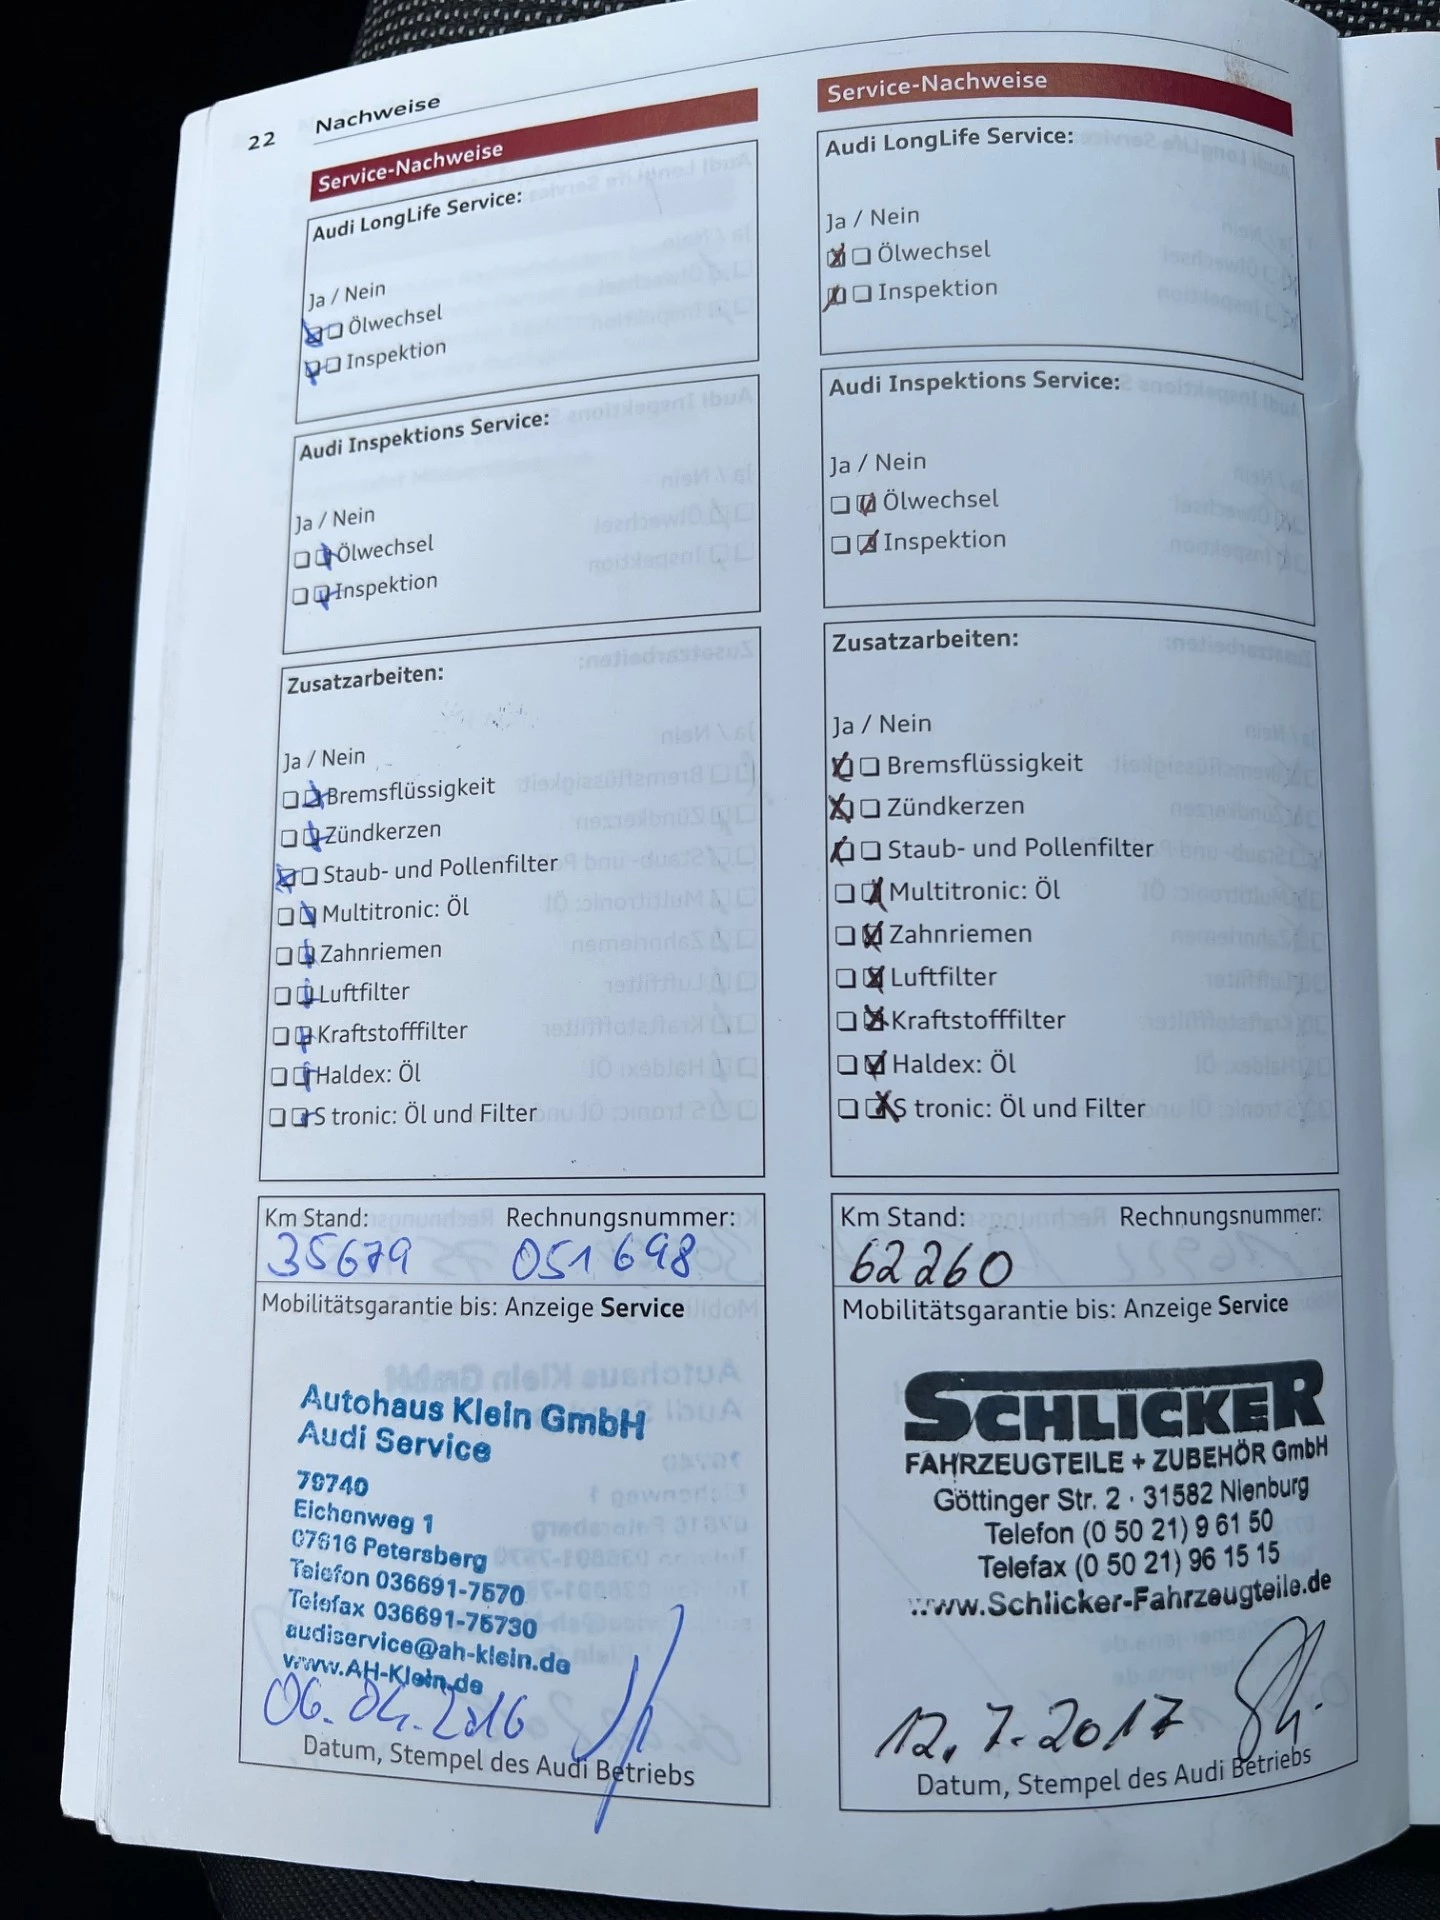 22 Nachweise
Service-Nachweise
Audi LongLife Service:
Ja / Nein
Ölwechsel
Inspektion
Audi Inspektions Service:
Ja / Nein
Ölwechsel
Inspektion
Zusatzarbeiten:
Ja / Nein
Bremsflüssigkeit
Zündkerzen
Staub- und Pollenfilter
Multitronic: Öl
Zahnriemen
Luftfilter
Kraftstofffilter
Haldex: Öl
S tronic: Öl und Filter
Km Stand: Rechnungsnummer:
35679 051698
Mobilitätsgarantie bis: Anzeige Service
Autohaus Klein GmbH
Audi Service
79740
Eichenweg 1
07616 Petersberg
Telefon 036691-7570
Telefax 036691-75730
audiservice@ah-klein.de
www.AH-Klein.de
06.04.2016
Datum, Stempel des Audi Betriebs
Service-Nachweise
Audi LongLife Service:
Ja / Nein
Ölwechsel
Inspektion
Audi Inspektions Service:
Ja / Nein
Ölwechsel
Inspektion
Zusatzarbeiten:
Ja / Nein
Bremsflüssigkeit
Zündkerzen
Staub- und Pollenfilter
Multitronic: Öl
Zahnriemen
Luftfilter
Kraftstofffilter
Haldex: Öl
S tronic: Öl und Filter
Km Stand: Rechnungsnummer:
62260
Mobilitätsgarantie bis: Anzeige Service
SCHLICKER
FAHRZEUGTEILE + ZUBEHÖR GmbH
Göttinger Str. 2 · 31582 Nienburg
Telefon (0 50 21) 9 61 50
Telefax (0 50 21) 96 15 15
www.Schlicker-Fahrzeugteile.de
12.7.2017
Datum, Stempel des Audi Betriebs